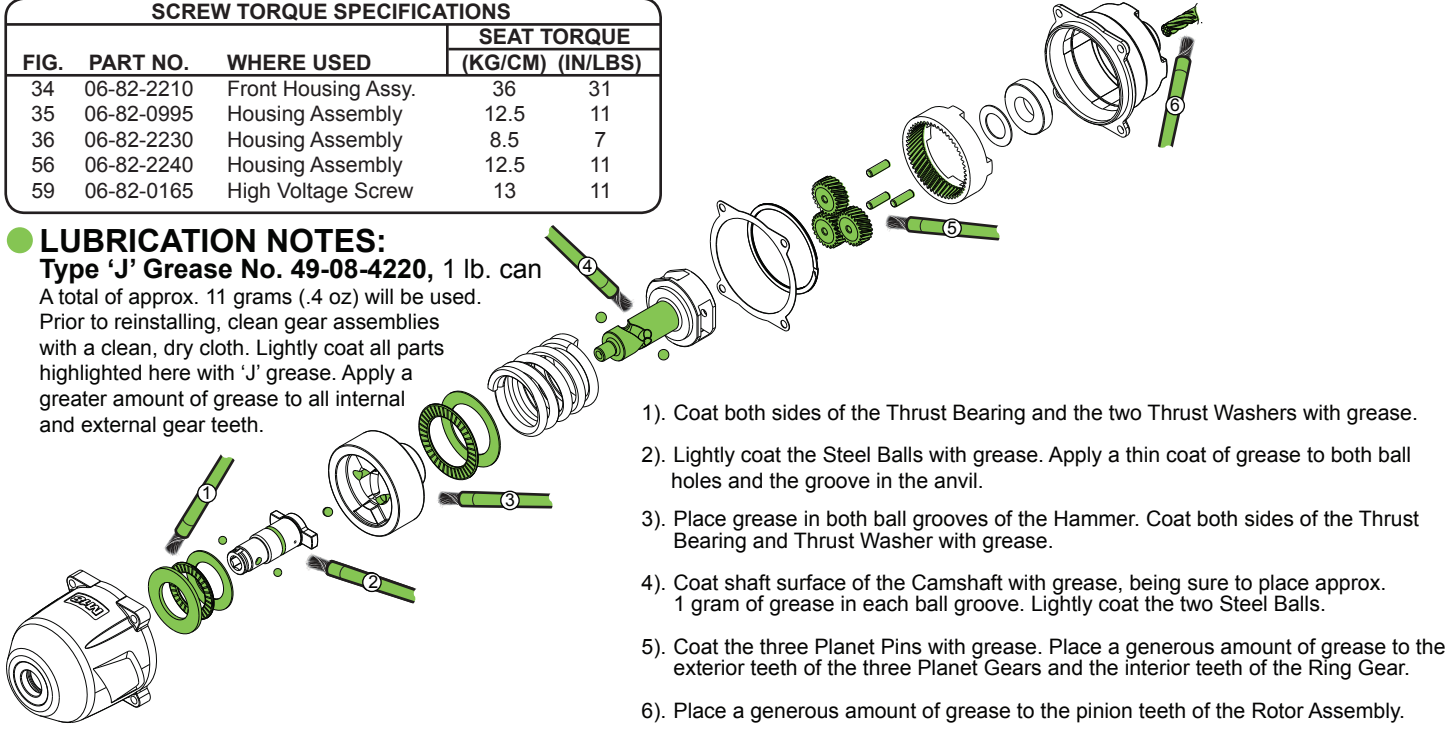 SCREW TORQUE SPECIFICATIONS
SEAT TORQUE
FIG. PART NO. WHERE USED (KG/CM) (IN/LBS)
34 06-82-2210 Front Housing Assy. 36 31
35 06-82-0995 Housing Assembly 12.5 11
36 06-82-2230 Housing Assembly 8.5 7
56 06-82-2240 Housing Assembly 12.5 11
59 06-82-0165 High Voltage Screw 13 11
LUBRICATION NOTES:
Type ‘J’ Grease No. 49-08-4220, 1 lb. can
A total of approx. 11 grams (.4 oz) will be used.
Prior to reinstalling, clean gear assemblies
with a clean, dry cloth. Lightly coat all parts
highlighted here with ‘J’ grease. Apply a
greater amount of grease to all internal
and external gear teeth.
6
5
4
3
1
2
1). Coat both sides of the Thrust Bearing and the two Thrust Washers with grease.
2). Lightly coat the Steel Balls with grease. Apply a thin coat of grease to both ball
holes and the groove in the anvil.
3). Place grease in both ball grooves of the Hammer. Coat both sides of the Thrust
Bearing and Thrust Washer with grease.
4). Coat shaft surface of the Camshaft with grease, being sure to place approx.
1 gram of grease in each ball groove. Lightly coat the two Steel Balls.
5). Coat the three Planet Pins with grease. Place a generous amount of grease to the
exterior teeth of the three Planet Gears and the interior teeth of the Ring Gear.
6). Place a generous amount of grease to the pinion teeth of the Rotor Assembly.